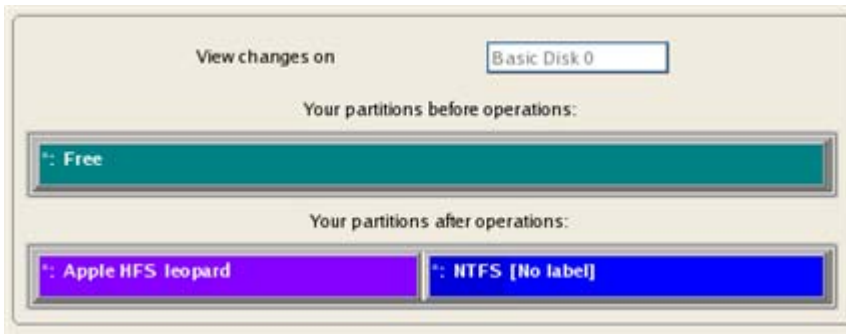 View changes on Basic Disk 0
Your partitions before operations:
*: Free
Your partitions after operations:
*: Apple HFS leopard *: NTFS [No label]